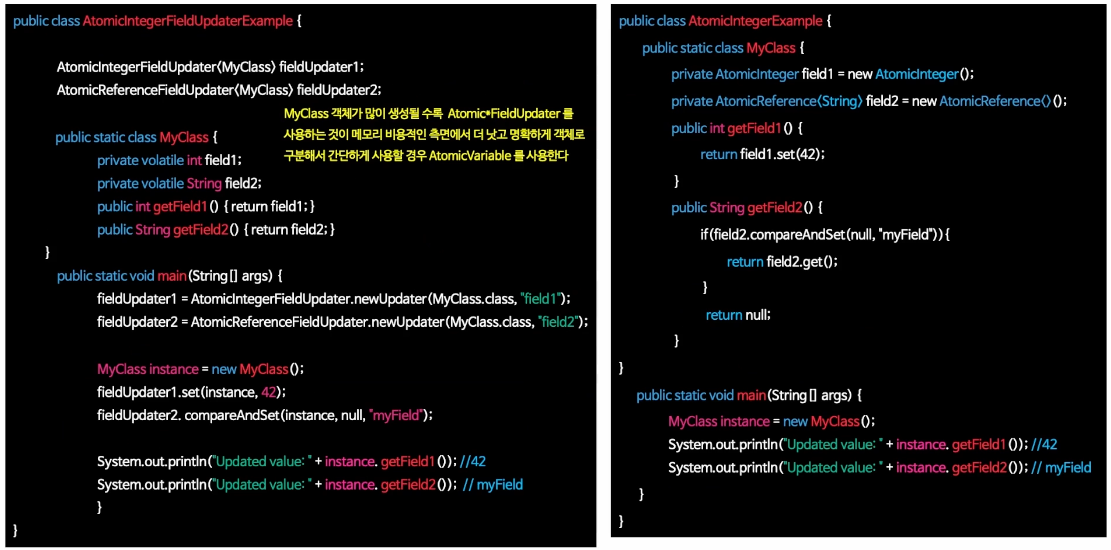 public class AtomicIntegerFieldUpdaterExample {
AtomicIntegerFieldUpdater<MyClass> fieldUpdater1;
AtomicReferenceFieldUpdater<MyClass> fieldUpdater2;
MyClass 객체가 많이 생성될 수록 Atomic*FieldUpdater 를
사용하는 것이 메모리 비용적인 측면에서 더 낫고 명확하게 객체로
구분해서 간단하게 사용할 경우 AtomicVariable 를 사용한다
public static class MyClass {
private volatile int field1;
private volatile String field2;
public int getField1() { return field1; }
public String getField2() { return field2; }
}
public static void main(String[] args) {
fieldUpdater1 = AtomicIntegerFieldUpdater.newUpdater(MyClass.class, "field1");
fieldUpdater2 = AtomicReferenceFieldUpdater.newUpdater(MyClass.class, "field2");
MyClass instance = new MyClass();
fieldUpdater1.set(instance, 42);
fieldUpdater2. compareAndSet(instance, null, "myField");
System.out.println("Updated value: " + instance. getField1()); //42
System.out.println("Updated value: " + instance. getField2()); // myField
}
}
public class AtomicIntegerExample {
public static class MyClass {
private AtomicInteger field1 = new AtomicInteger();
private AtomicReference<String> field2 = new AtomicReference<>();
public int getField1() {
return field1.set(42);
}
public String getField2() {
if(field2.compareAndSet(null, "myField")){
return field2.get();
}
return null;
}
}
public static void main(String[] args) {
MyClass instance = new MyClass();
System.out.println("Updated value: " + instance. getField1()); //42
System.out.println("Updated value: " + instance. getField2()); // myField
}
}